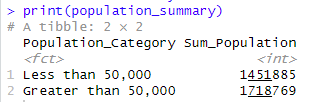 > print(population_summary)
# A tibble: 2 × 2
Population_Category Sum_Population
<fct> <int>
1 Less than 50,000 1451885
2 Greater than 50,000 1718769